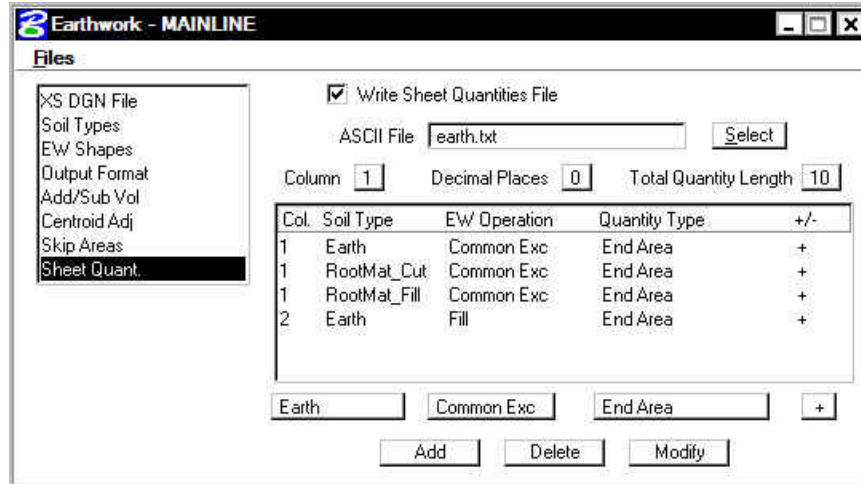 Earthwork - MAINLINE
Files
XS DGN File
Soil Types
EW Shapes
Output Format
Add/Sub Vol
Centroid Adj
Skip Areas
Sheet Quant.
Write Sheet Quantities File
ASCII File earth.txt Select
Column 1 Decimal Places 0 Total Quantity Length 10
Col. Soil Type EW Operation Quantity Type +/-
1 Earth Common Exc End Area +
1 RootMat_Cut Common Exc End Area +
1 RootMat_Fill Common Exc End Area +
2 Earth Fill End Area +
Earth Common Exc End Area +
Add Delete Modify